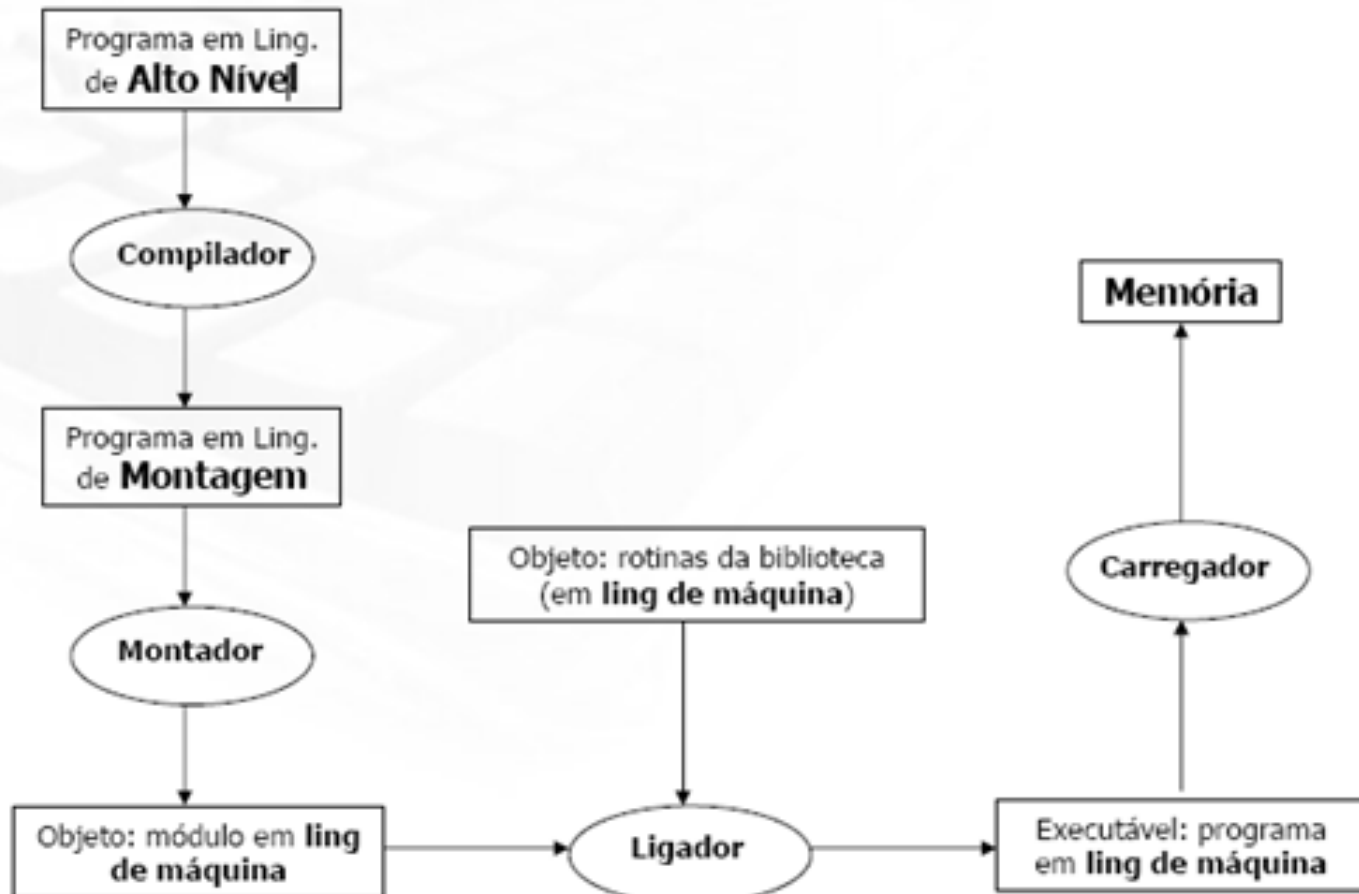 Programa em Ling.
de Alto Nível
Compilador
Programa em Ling.
de Montagem
Montador
Objeto: módulo em ling
de máquina
Objeto: rotinas da biblioteca
(em ling de máquina)
Ligador
Executável: programa
em ling de máquina
Carregador
Memória